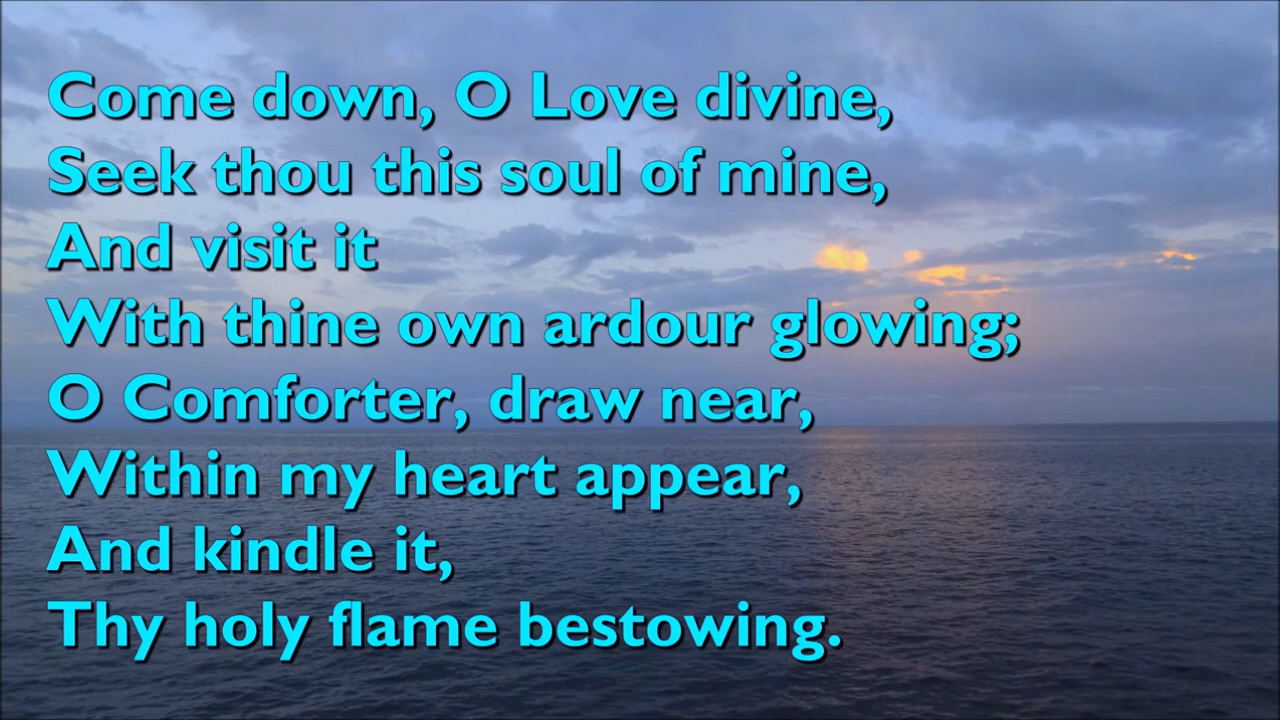 Come down, O Love divine,
Seek thou this soul of mine,
And visit it
With thine own ardour glowing;
O Comforter, draw near,
Within my heart appear,
And kindle it,
Thy holy flame bestowing.